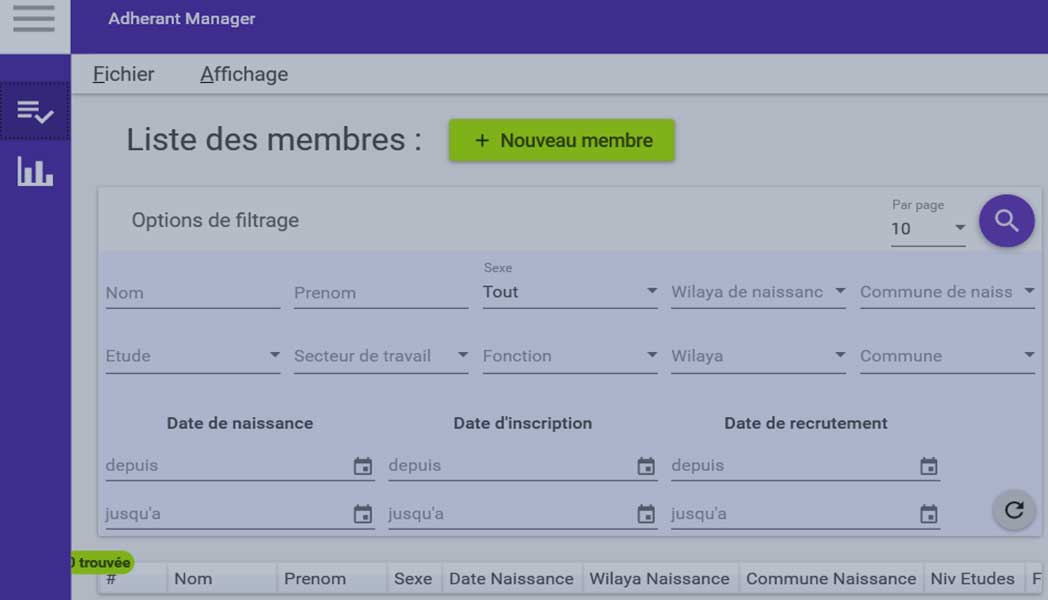 Adherant Manager
Fichier Affichage
Liste des membres : + Nouveau membre
Options de filtrage
Par page
10
Sexe
Nom Prenom Tout Wilaya de naissanc Commune de naiss
Etude Secteur de travail Fonction Wilaya Commune
Date de naissance Date d'inscription Date de recrutement
depuis depuis depuis
jusqu'a jusqu'a jusqu'a
0 trouvée
# Nom Prenom Sexe Date Naissance Wilaya Naissance Commune Naissance Niv Etudes F